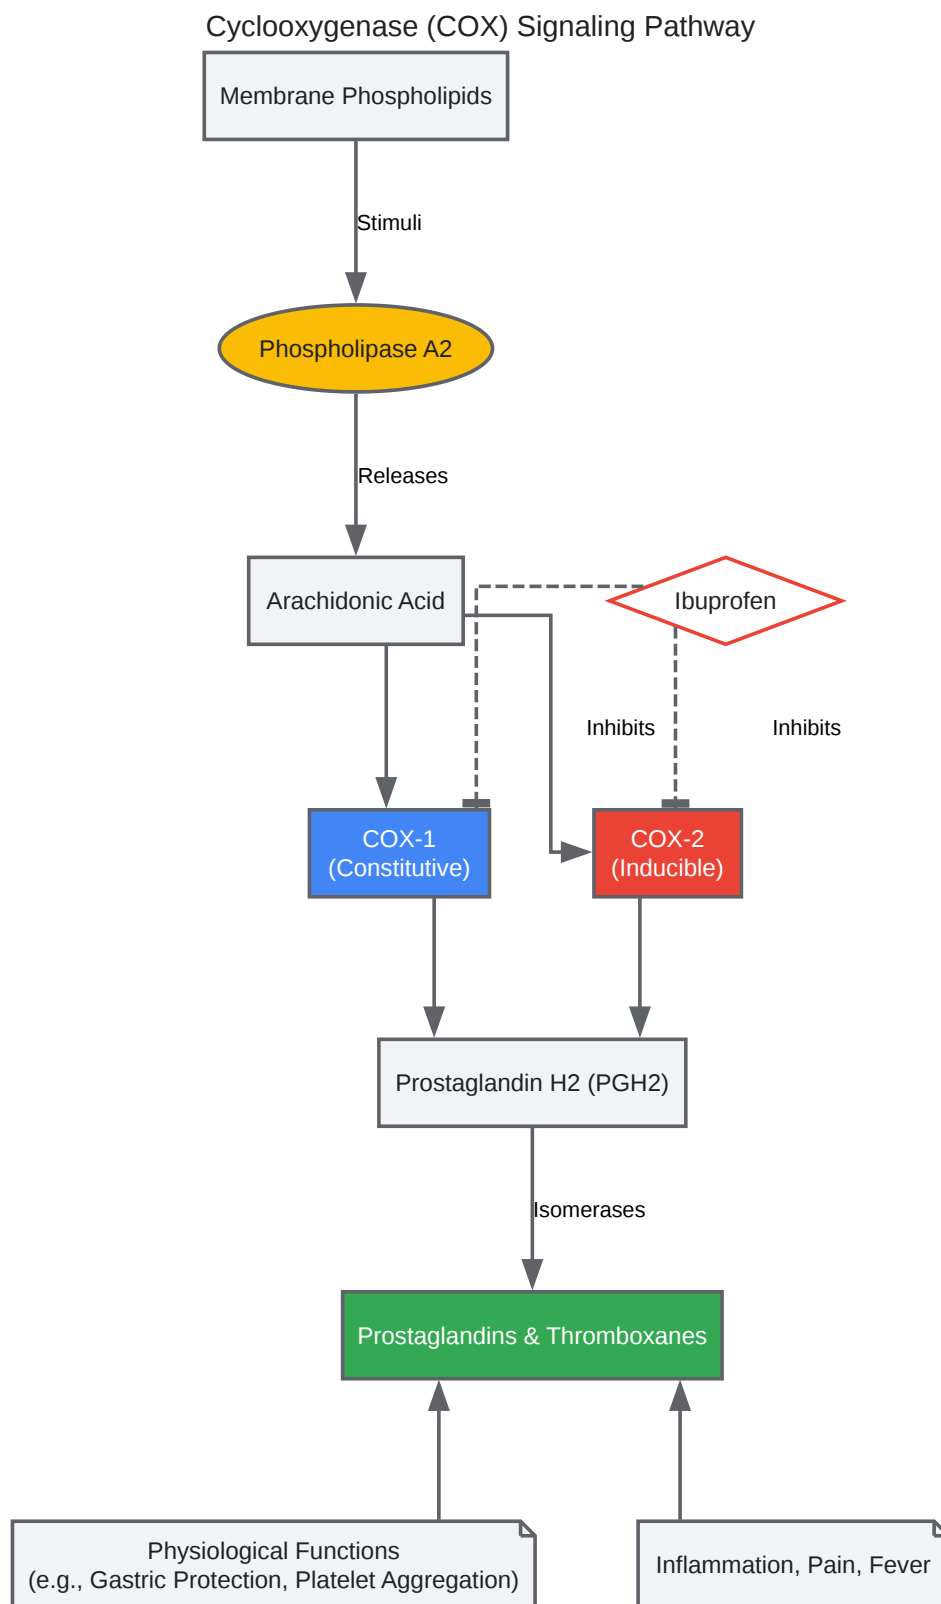 Cyclooxygenase (COX) Signaling Pathway
Membrane Phospholipids
Stimuli
Phospholipase A2
Releases
Arachidonic Acid
Ibuprofen
Inhibits
Inhibits
COX-1
(Constitutive)
COX-2
(Inducible)
Prostaglandin H2 (PGH2)
Isomerases
Prostaglandins & Thromboxanes
Physiological Functions
(e.g., Gastric Protection, Platelet Aggregation)
Inflammation, Pain, Fever